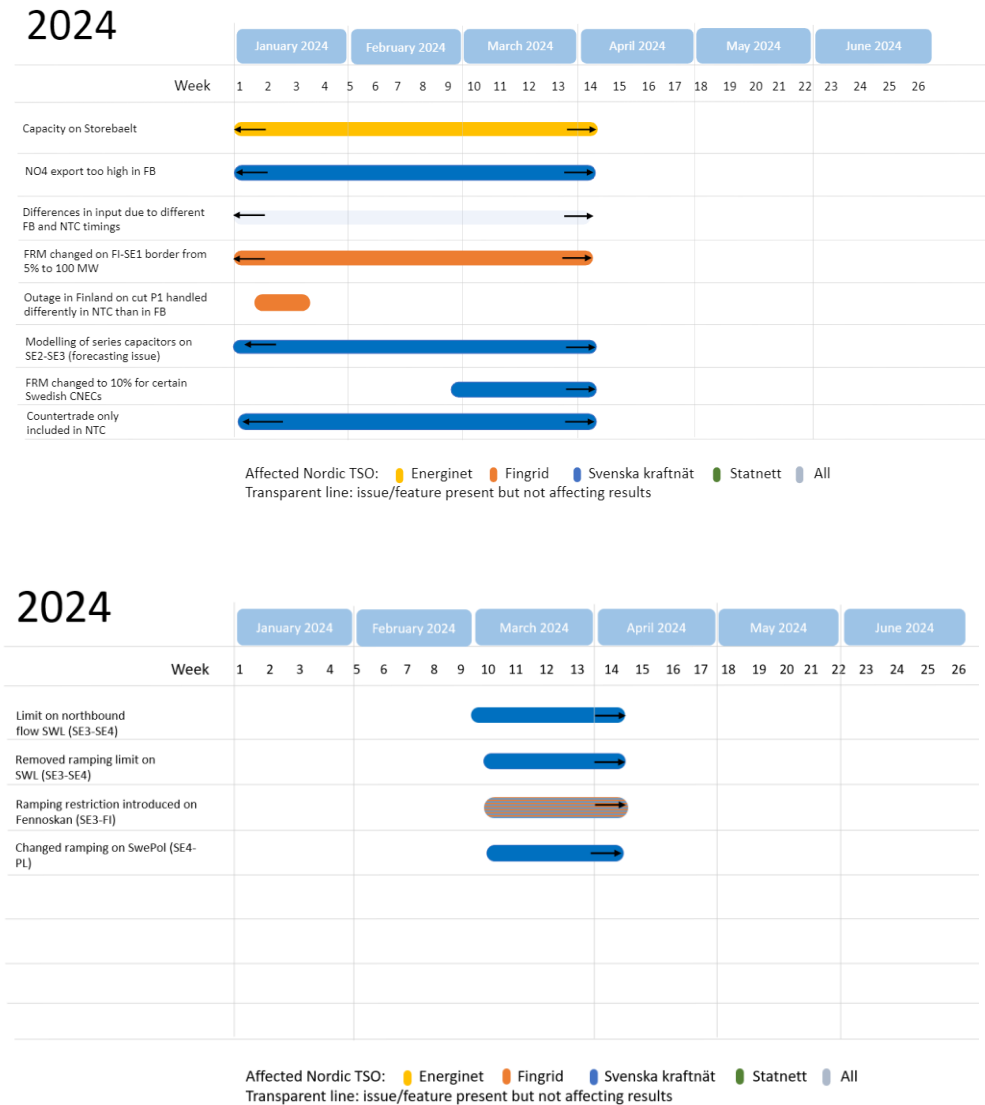 2024
January 2024 February 2024 March 2024 April 2024 May 2024 June 2024
Week 1 2 3 4 5 6 7 8 9 10 11 12 13 14 15 16 17 18 19 20 21 22 23 24 25 26
Capacity on Storebaelt
NO4 export too high in FB
Differences in input due to different
FB and NTC timings
FRM changed on FI-SE1 border from
5% to 100 MW
Outage in Finland on cut P1 handled
differently in NTC than in FB
Modelling of series capacitors on
SE2-SE3 (forecasting issue)
FRM changed to 10% for certain
Swedish CNECs
Countertrade only
included in NTC
Affected Nordic TSO: Energinet Fingrid Svenska kraftnät Statnett All
Transparent line: issue/feature present but not affecting results
2024
January 2024 February 2024 March 2024 April 2024 May 2024 June 2024
Week 1 2 3 4 5 6 7 8 9 10 11 12 13 14 15 16 17 18 19 20 21 22 23 24 25 26
Limit on northbound
flow SWL (SE3-SE4)
Removed ramping limit on
SWL (SE3-SE4)
Ramping restriction introduced on
Fennoskan (SE3-FI)
Changed ramping on SwePol (SE4-
PL)
Affected Nordic TSO: Energinet Fingrid Svenska kraftnät Statnett All
Transparent line: issue/feature present but not affecting results